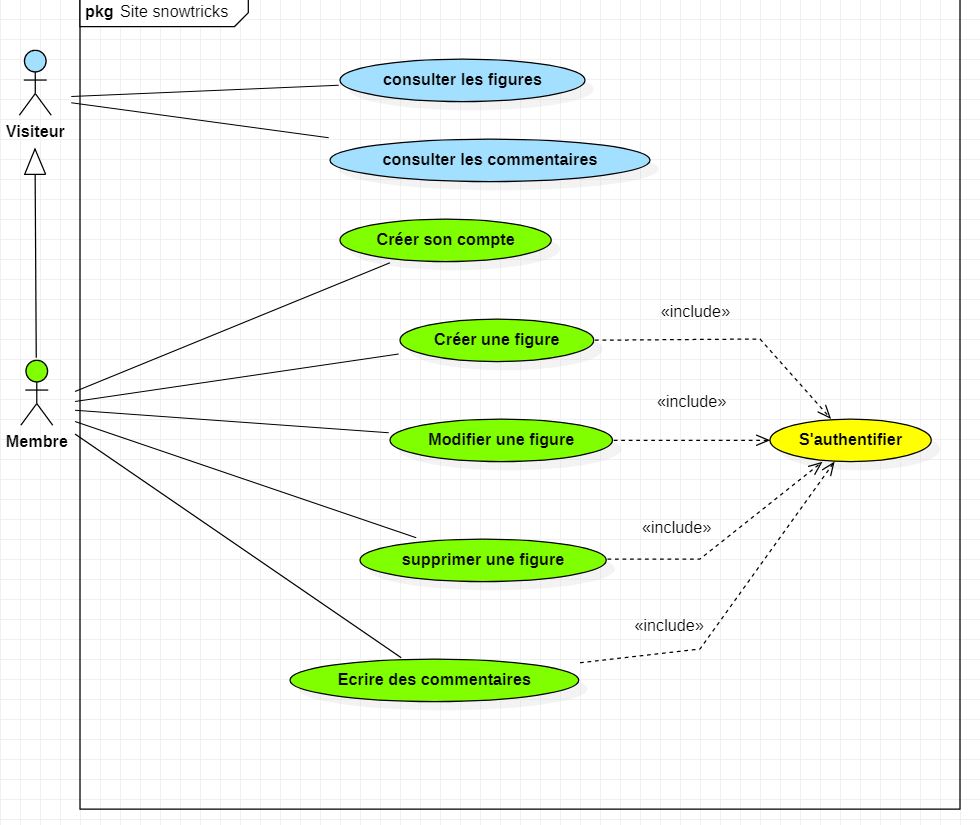 pkg Site snowtricks
Visiteur
consulter les figures
consulter les commentaires
Créer son compte
Créer une figure
«include»
Modifier une figure
«include»
S'authentifier
Membre
supprimer une figure
«include»
Ecrire des commentaires
«include»